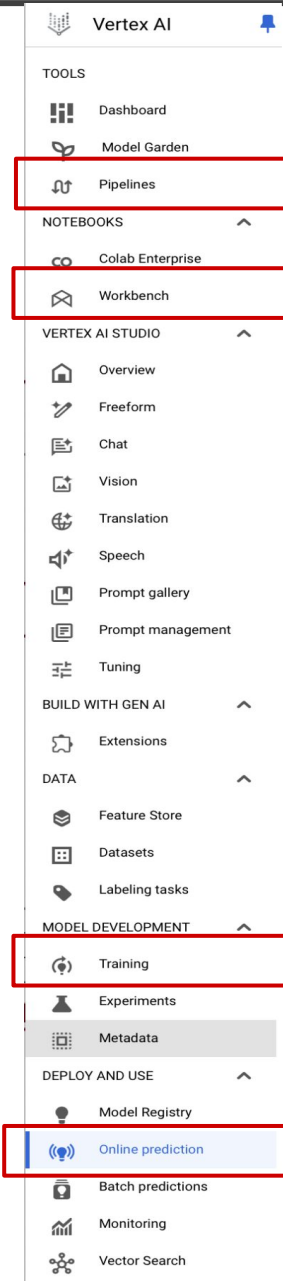 Vertex AI
TOOLS
Dashboard
Model Garden
Pipelines
NOTEBOOKS
Colab Enterprise
Workbench
VERTEX AI STUDIO
Overview
Freeform
Chat
Vision
Translation
Speech
Prompt gallery
Prompt management
Tuning
BUILD WITH GEN AI
Extensions
DATA
Feature Store
Datasets
Labeling tasks
MODEL DEVELOPMENT
Training
Experiments
Metadata
DEPLOY AND USE
Model Registry
Online prediction
Batch predictions
Monitoring
Vector Search